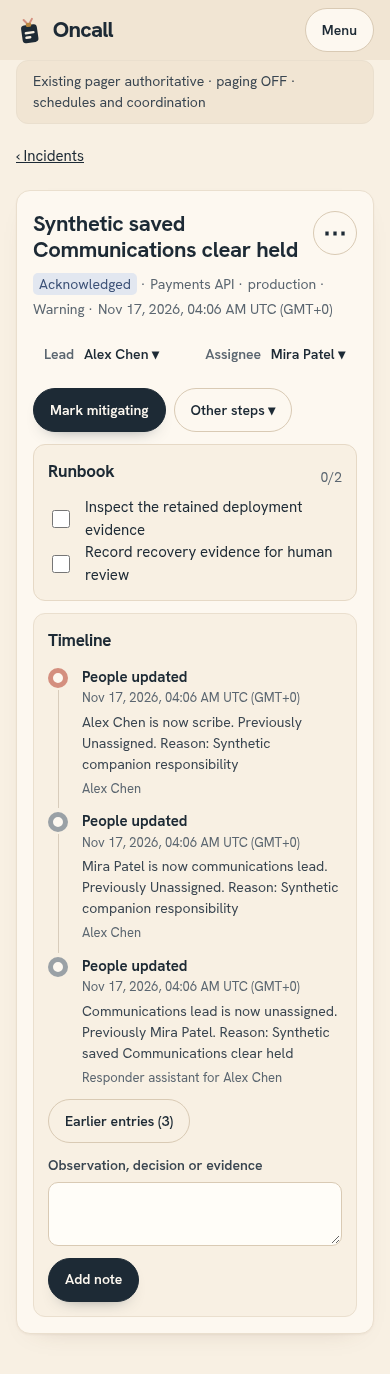 Oncall
Menu
Existing pager authoritative · paging OFF ·
schedules and coordination
‹ Incidents
Synthetic saved
Communications clear held
Acknowledged · Payments API · production ·
Warning · Nov 17, 2026, 04:06 AM UTC (GMT+0)
Lead Alex Chen ▾ Assignee Mira Patel ▾
Mark mitigating Other steps ▾
Runbook 0/2
Inspect the retained deployment
evidence
Record recovery evidence for human
review
Timeline
People updated
Nov 17, 2026, 04:06 AM UTC (GMT+0)
Alex Chen is now scribe. Previously
Unassigned. Reason: Synthetic
companion responsibility
Alex Chen
People updated
Nov 17, 2026, 04:06 AM UTC (GMT+0)
Mira Patel is now communications lead.
Previously Unassigned. Reason: Synthetic
companion responsibility
Alex Chen
People updated
Nov 17, 2026, 04:06 AM UTC (GMT+0)
Communications lead is now unassigned.
Previously Mira Patel. Reason: Synthetic
saved Communications clear held
Responder assistant for Alex Chen
Earlier entries (3)
Observation, decision or evidence
Add note